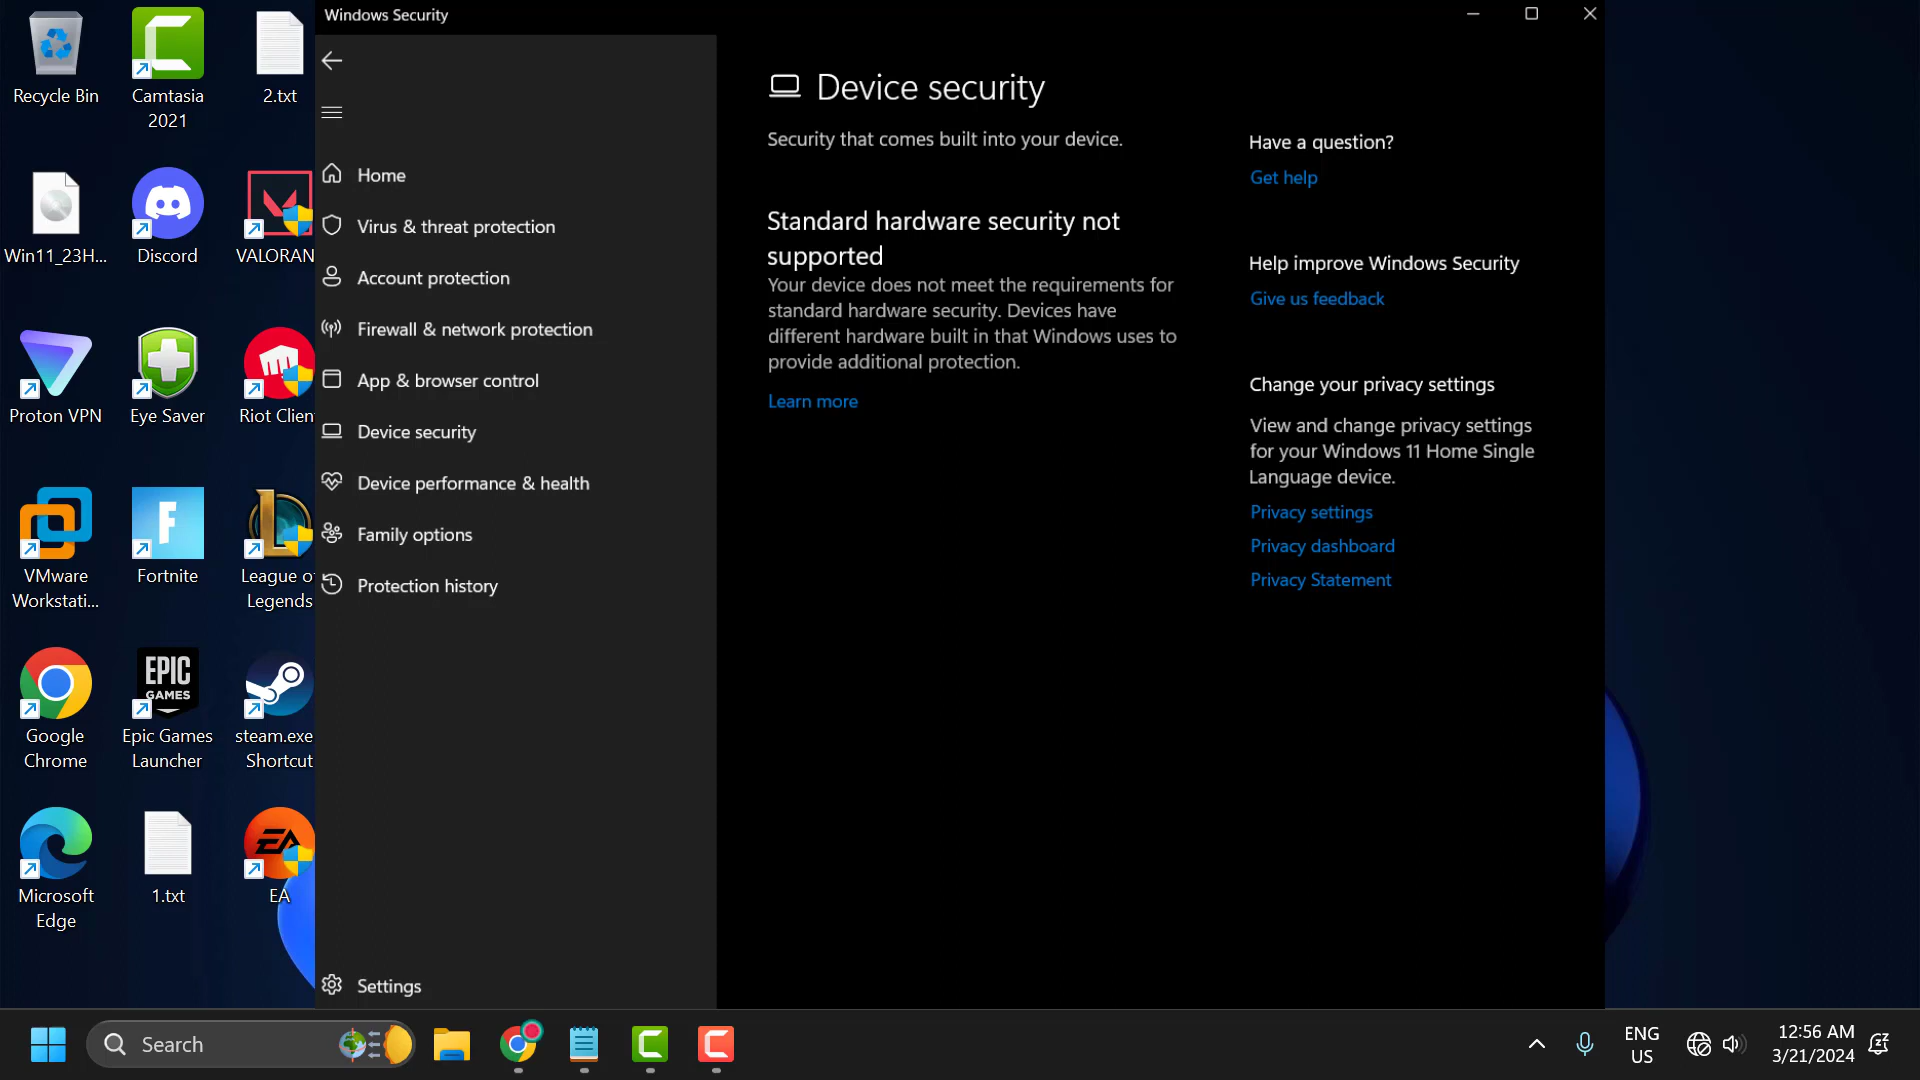 Recycle Bin
Camtasia
2021
2.txt
Win11_23H...
Discord
VALORAN
Proton VPN
Eye Saver
Riot Clien
VMware
Workstati...
Fortnite
League of
Legends
Google
Chrome
EPIC
GAMES
Epic Games
Launcher
steam.exe
Shortcut
Microsoft
Edge
1.txt
EA
EA
Windows Security
Home
Virus & threat protection
Account protection
Firewall & network protection
App & browser control
Device security
Device performance & health
Family options
Protection history
Settings
Device security
Security that comes built into your device.
Standard hardware security not
supported
Your device does not meet the requirements for
standard hardware security. Devices have
different hardware built in that Windows uses to
provide additional protection.
Learn more
Have a question?
Get help
Help improve Windows Security
Give us feedback
Change your privacy settings
View and change privacy settings
for your Windows 11 Home Single
Language device.
Privacy settings
Privacy dashboard
Privacy Statement
Search
ENG
US
12:56 AM
3/21/2024